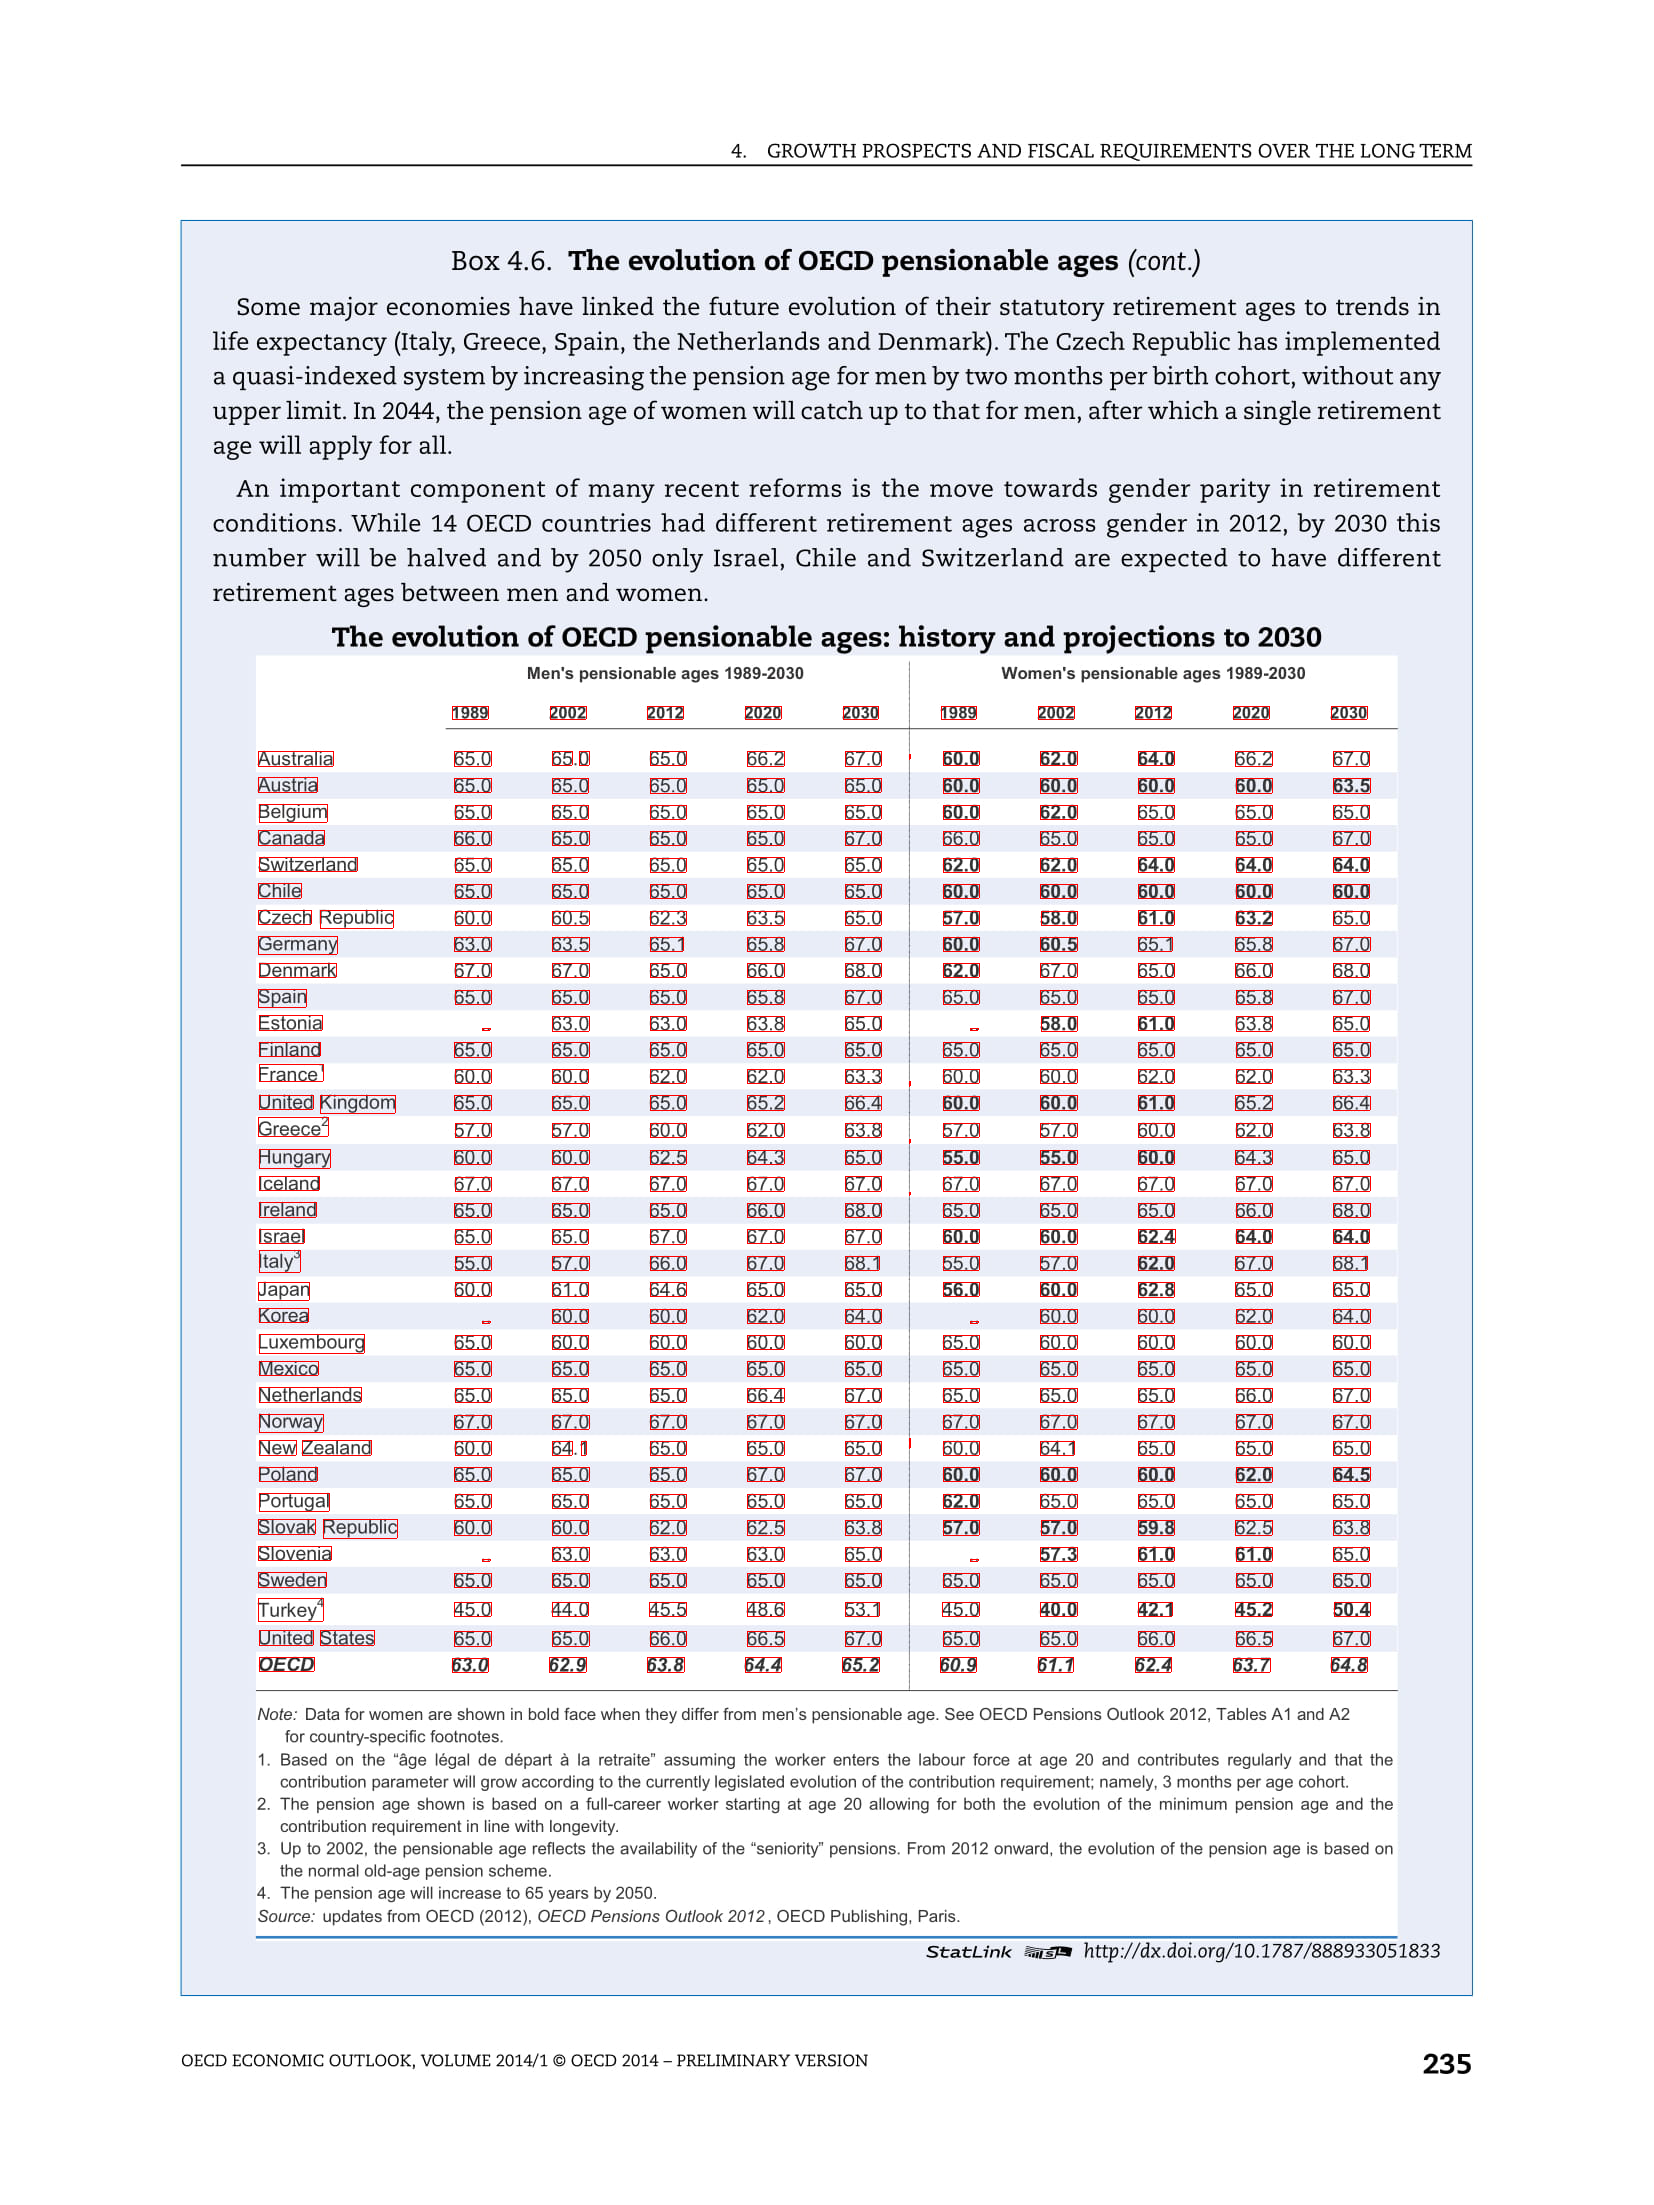 4. GROWTH PROSPECTS AND FISCAL REQUIREMENTS OVER THE LONG TERM
Box 4.6. The evolution of OECD pensionable ages (cont.)
Some major economies have linked the future evolution of their statutory retirement ages to trends in
life expectancy (Italy, Greece, Spain, the Netherlands and Denmark). The Czech Republic has implemented
a quasi-indexed system by increasing the pension age for men by two months per birth cohort, without any
upper limit. In 2044, the pension age of women will catch up to that for men, after which a single retirement
age will apply for all.
An important component of many recent reforms is the move towards gender parity in retirement
conditions. While 14 OECD countries had different retirement ages across gender in 2012, by 2030 this
number will be halved and by 2050 only Israel, Chile and Switzerland are expected to have different
retirement ages between men and women.
The evolution of OECD pensionable ages: history and projections to 2030
Men's pensionable ages 1989-2030 Women's pensionable ages 1989-2030
1989 2002 2012 2020 2030 1989 2002 2012 2020 2030
Australia 65.0 65.0 65.0 66.2 67.0 60.0 62.0 64.0 66.2 67.0
Austria 65.0 65.0 65.0 65.0 65.0 60.0 60.0 60.0 60.0 63.5
Belgium 65.0 65.0 65.0 65.0 65.0 60.0 62.0 65.0 65.0 65.0
Canada 66.0 65.0 65.0 65.0 67.0 66.0 65.0 65.0 65.0 67.0
Switzerland 65.0 65.0 65.0 65.0 65.0 62.0 62.0 64.0 64.0 64.0
Chile 65.0 65.0 65.0 65.0 65.0 60.0 60.0 60.0 60.0 60.0
Czech Republic 60.0 60.5 62.3 63.5 65.0 57.0 58.0 61.0 63.2 65.0
Germany 63.0 63.5 65.1 65.8 67.0 60.0 60.5 65.1 65.8 67.0
Denmark 67.0 67.0 65.0 66.0 68.0 62.0 67.0 65.0 66.0 68.0
Spain 65.0 65.0 65.0 65.8 67.0 65.0 65.0 65.0 65.8 67.0
Estonia .. 63.0 63.0 63.8 65.0 .. 58.0 61.0 63.8 65.0
Finland 65.0 65.0 65.0 65.0 65.0 65.0 65.0 65.0 65.0 65.0
France¹ 60.0 60.0 62.0 62.0 63.3 60.0 60.0 62.0 62.0 63.3
United Kingdom 65.0 65.0 65.0 65.2 66.4 60.0 60.0 61.0 65.2 66.4
Greece² 57.0 57.0 60.0 62.0 63.8 57.0 57.0 60.0 62.0 63.8
Hungary 60.0 60.0 62.5 64.3 65.0 55.0 55.0 60.0 64.3 65.0
Iceland 67.0 67.0 67.0 67.0 67.0 67.0 67.0 67.0 67.0 67.0
Ireland 65.0 65.0 65.0 66.0 68.0 65.0 65.0 65.0 66.0 68.0
Israel 65.0 65.0 67.0 67.0 67.0 60.0 60.0 62.4 64.0 64.0
Italy³ 55.0 57.0 66.0 67.0 68.1 55.0 57.0 62.0 67.0 68.1
Japan 60.0 61.0 64.6 65.0 65.0 56.0 60.0 62.8 65.0 65.0
Korea .. 60.0 60.0 62.0 64.0 .. 60.0 60.0 62.0 64.0
Luxembourg 65.0 60.0 60.0 60.0 60.0 65.0 60.0 60.0 60.0 60.0
Mexico 65.0 65.0 65.0 65.0 65.0 65.0 65.0 65.0 65.0 65.0
Netherlands 65.0 65.0 65.0 66.4 67.0 65.0 65.0 65.0 66.0 67.0
Norway 67.0 67.0 67.0 67.0 67.0 67.0 67.0 67.0 67.0 67.0
New Zealand 60.0 64.1 65.0 65.0 65.0 60.0 64.1 65.0 65.0 65.0
Poland 65.0 65.0 65.0 67.0 67.0 60.0 60.0 60.0 62.0 64.5
Portugal 65.0 65.0 65.0 65.0 65.0 62.0 65.0 65.0 65.0 65.0
Slovak Republic 60.0 60.0 62.0 62.5 63.8 57.0 57.0 59.8 62.5 63.8
Slovenia .. 63.0 63.0 63.0 65.0 .. 57.3 61.0 61.0 65.0
Sweden 65.0 65.0 65.0 65.0 65.0 65.0 65.0 65.0 65.0 65.0
Turkey⁴ 45.0 44.0 45.5 48.6 53.1 45.0 40.0 42.1 45.2 50.4
United States 65.0 65.0 66.0 66.5 67.0 65.0 65.0 66.0 66.5 67.0
OECD 63.0 62.9 63.8 64.4 65.2 60.9 61.1 62.4 63.7 64.8
Note: Data for women are shown in bold face when they differ from men's pensionable age. See OECD Pensions Outlook 2012, Tables A1 and A2
for country-specific footnotes.
1. Based on the “âge légal de départ à la retraite” assuming the worker enters the labour force at age 20 and contributes regularly and that the
contribution parameter will grow according to the currently legislated evolution of the contribution requirement; namely, 3 months per age cohort.
2. The pension age shown is based on a full-career worker starting at age 20 allowing for both the evolution of the minimum pension age and the
contribution requirement in line with longevity.
3. Up to 2002, the pensionable age reflects the availability of the “seniority” pensions. From 2012 onward, the evolution of the pension age is based on
the normal old-age pension scheme.
4. The pension age will increase to 65 years by 2050.
Source: updates from OECD (2012), OECD Pensions Outlook 2012, OECD Publishing, Paris.
StatLink http://dx.doi.org/10.1787/888933051833
OECD ECONOMIC OUTLOOK, VOLUME 2014/1 © OECD 2014 – PRELIMINARY VERSION 235